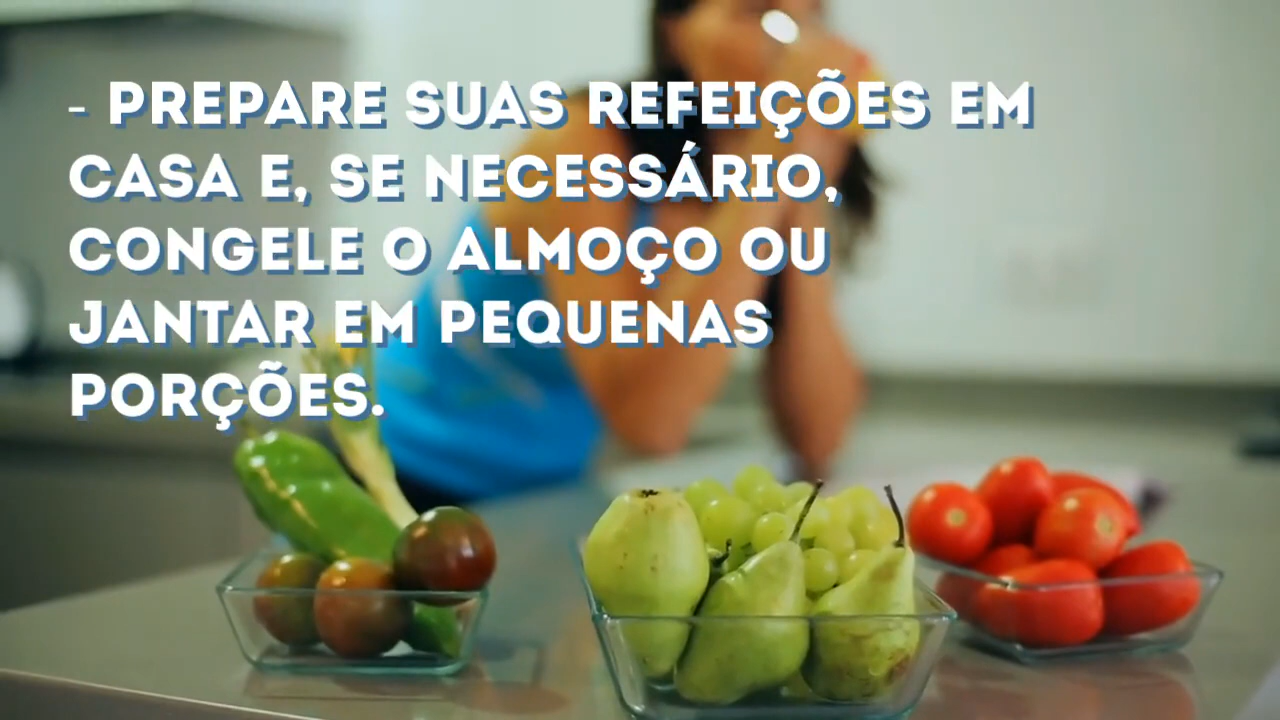 - PREPARE SUAS REFEIÇÕES EM
CASA E, SE NECESSÁRIO,
CONGELE O ALMOÇO OU
JANTAR EM PEQUENAS
PORÇÕES.